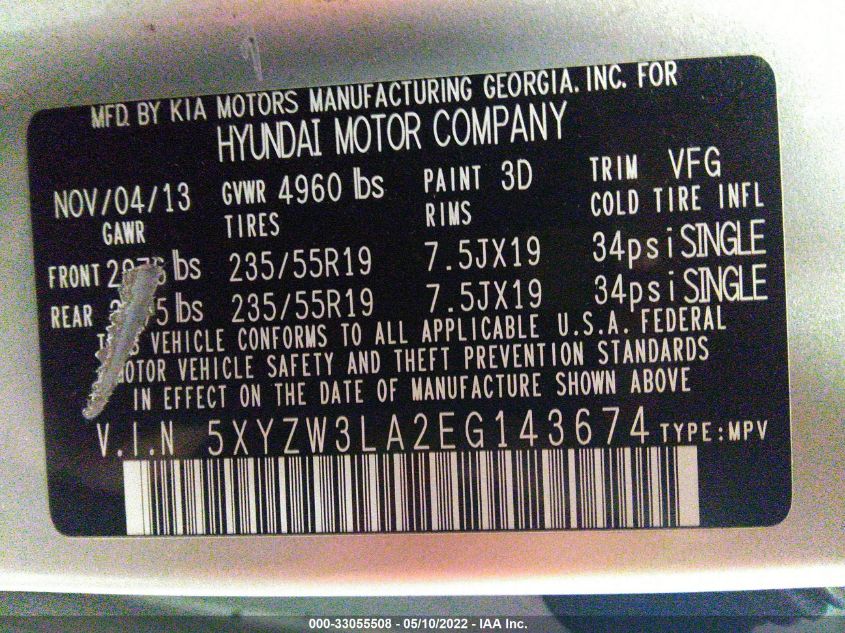 MFD. BY KIA MOTORS MANUFACTURING GEORGIA. INC. FOR
HYUNDAI MOTOR COMPANY
NOV/04/13 GVWR 4960 lbs PAINT 3D TRIM VFG
GAWR TIRES RIMS COLD TIRE INFL
FRONT lbs 235/55R19 7.5JX19 34psi SINGLE
REAR lbs 235/55R19 7.5JX19 34psi SINGLE
VEHICLE CONFORMS TO ALL APPLICABLE U.S.A. FEDERAL
MOTOR VEHICLE SAFETY AND THEFT PREVENTION STANDARDS
IN EFFECT ON THE DATE OF MANUFACTURE SHOWN ABOVE
V.I.N 5XYZW3LA2EG143674 TYPE:MPV
000-33055508 - 05/10/2022 - IAA Inc.